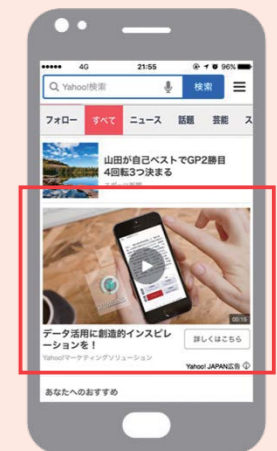 4G 21:55 96%
Yahoo!検索 検索
フォロー すべて ニュース 話題 芸能 ス
山田が自己ベストでGP2勝目
4回転3つ決まる
00:15
データ活用に創造的インスピレ
ーションを!
詳しくはこちら
Yahoo!マーケティングソリューション
Yahoo! JAPAN広告
あなたへのおすすめ